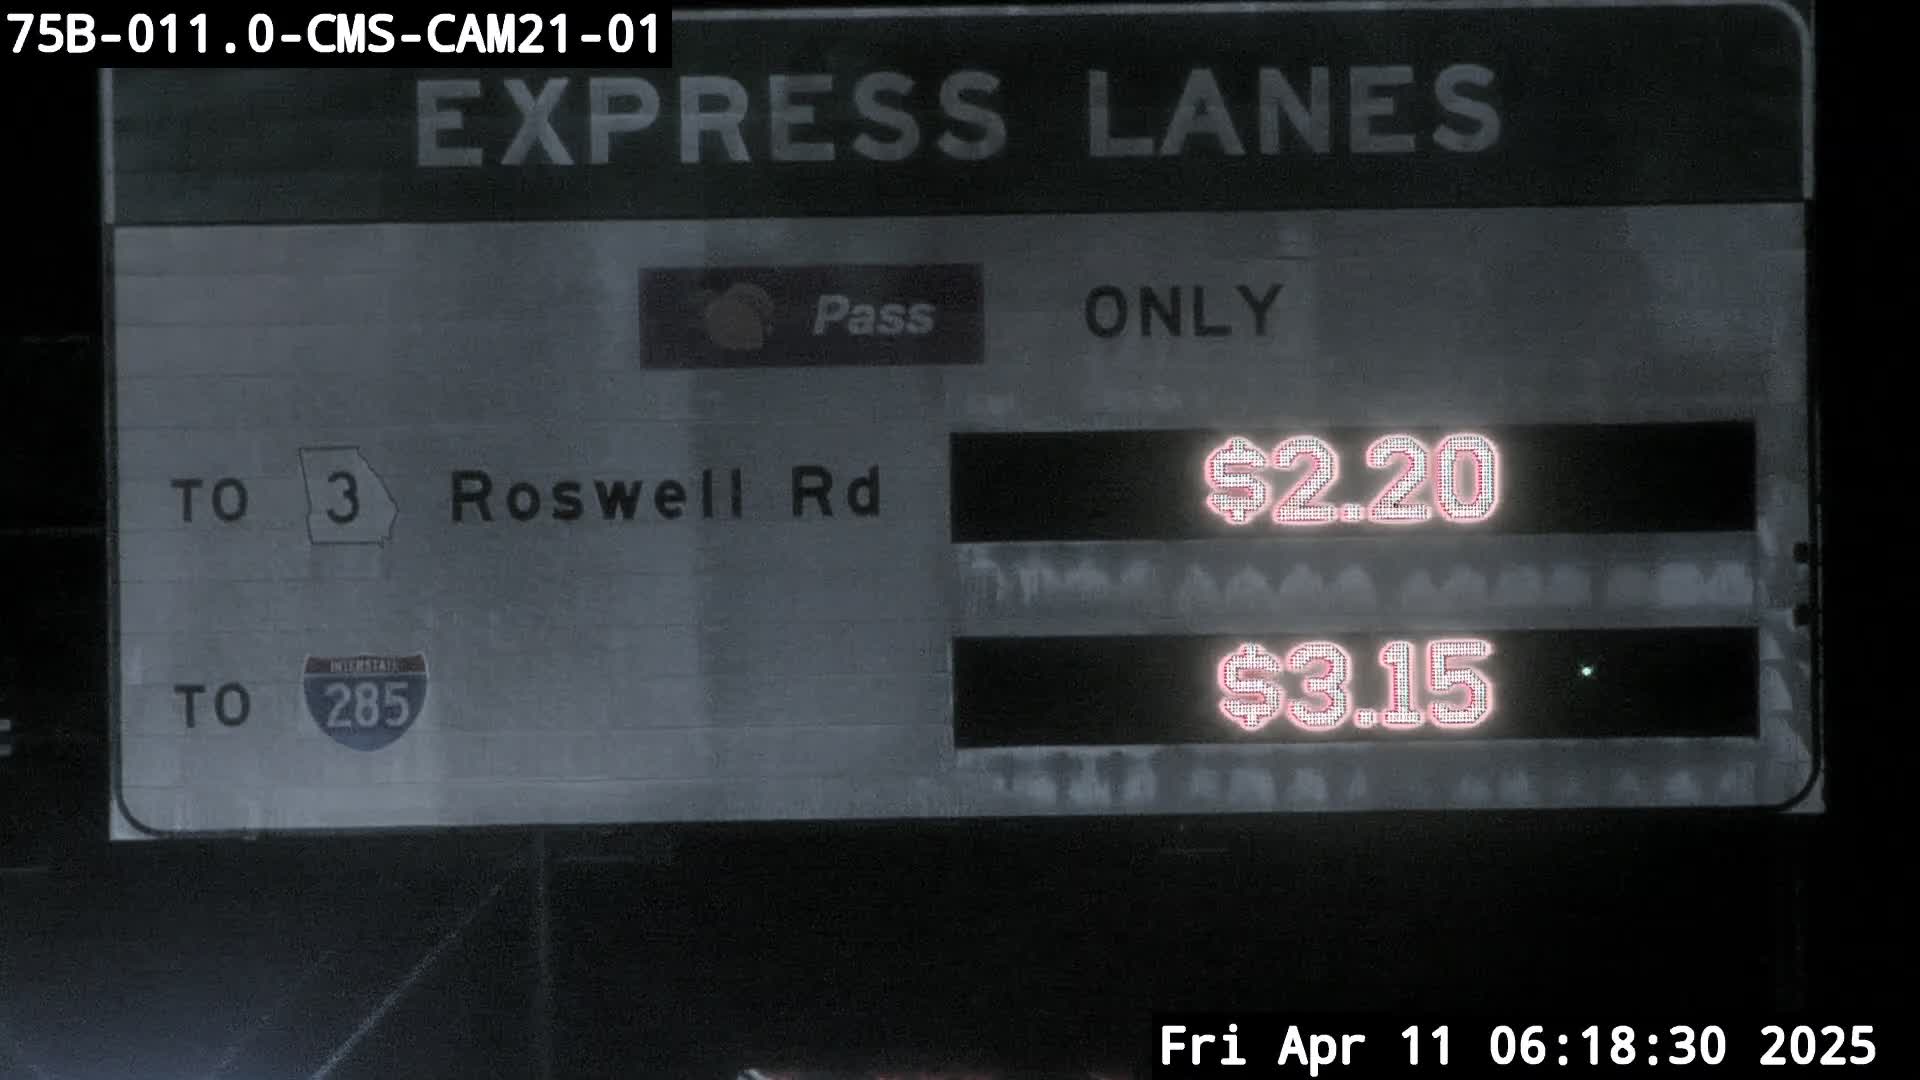 75B-011.0-CMS-CAM21-01
EXPRESS LANES
Pass ONLY
TO 3 Roswell Rd $2.20
INTERSTATE
TO 285 $3.15
Fri Apr 11 06:18:30 2025